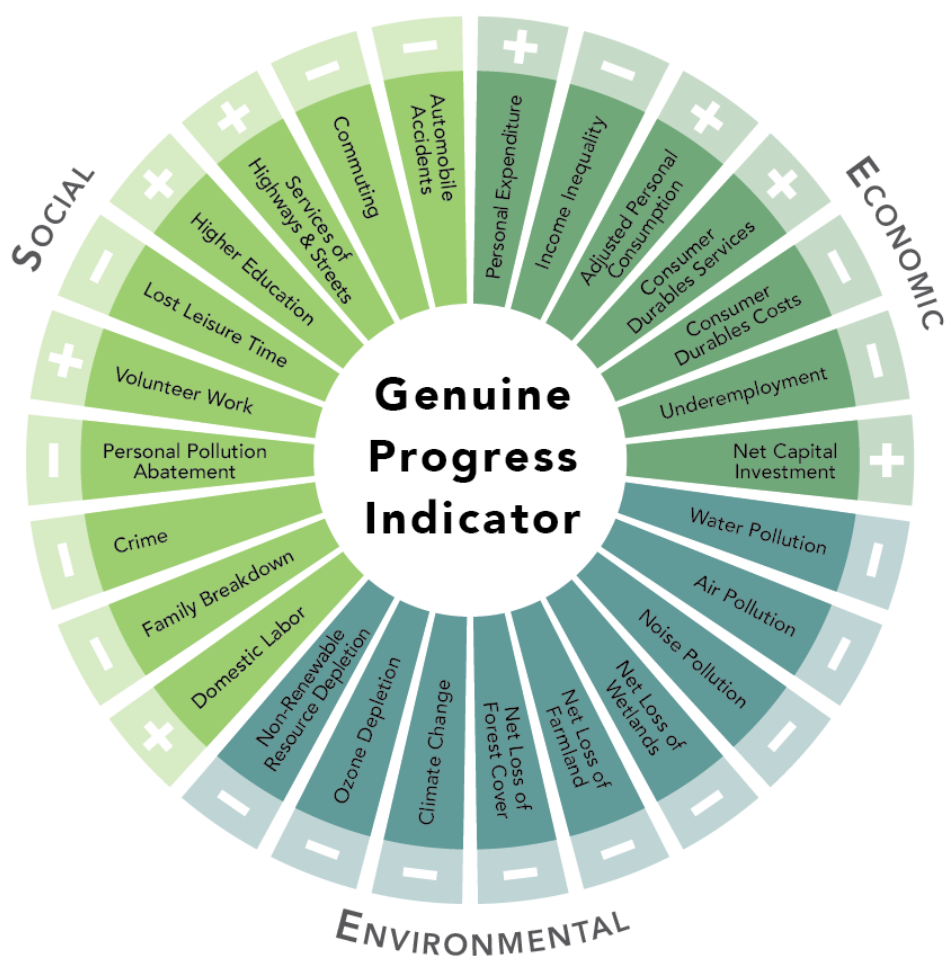 Genuine
Progress
Indicator
ECONOMIC
+
Personal Expenditure
−
Income Inequality
+
Adjusted Personal
Consumption
+
Consumer
Durables Services
−
Consumer
Durables Costs
−
Underemployment
+
Net Capital
Investment
ENVIRONMENTAL
−
Water Pollution
−
Air Pollution
−
Noise Pollution
−
Net Loss of
Wetlands
−
Net Loss of
Farmland
−
Net Loss of
Forest Cover
−
Climate Change
−
Ozone Depletion
−
Non-Renewable
Resource Depletion
SOCIAL
+
Domestic Labor
−
Family Breakdown
−
Crime
−
Personal Pollution
Abatement
+
Volunteer Work
−
Lost Leisure Time
+
Higher Education
+
Services of
Highways & Streets
−
Commuting
−
Automobile
Accidents